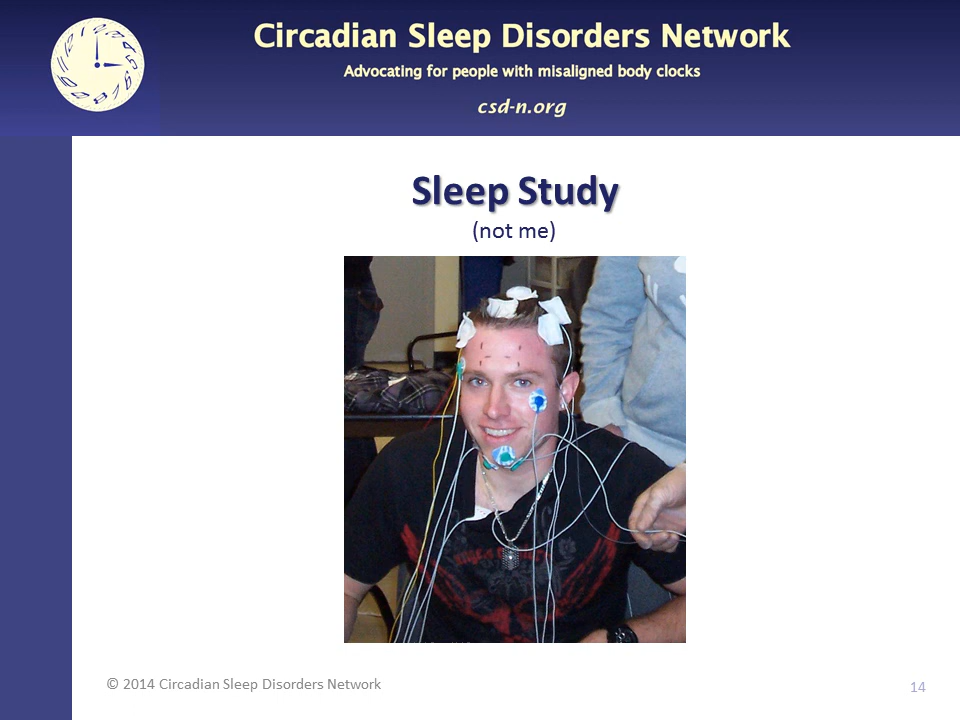 Circadian Sleep Disorders Network
Advocating for people with misaligned body clocks
csd-n.org
Sleep Study
(not me)
© 2014 Circadian Sleep Disorders Network
14